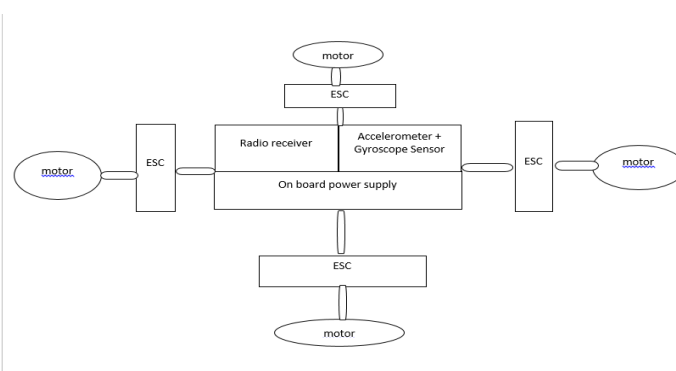 motor
ESC
Radio receiver
Accelerometer +
Gyroscope Sensor
motor
ESC
ESC
motor
On board power supply
ESC
motor